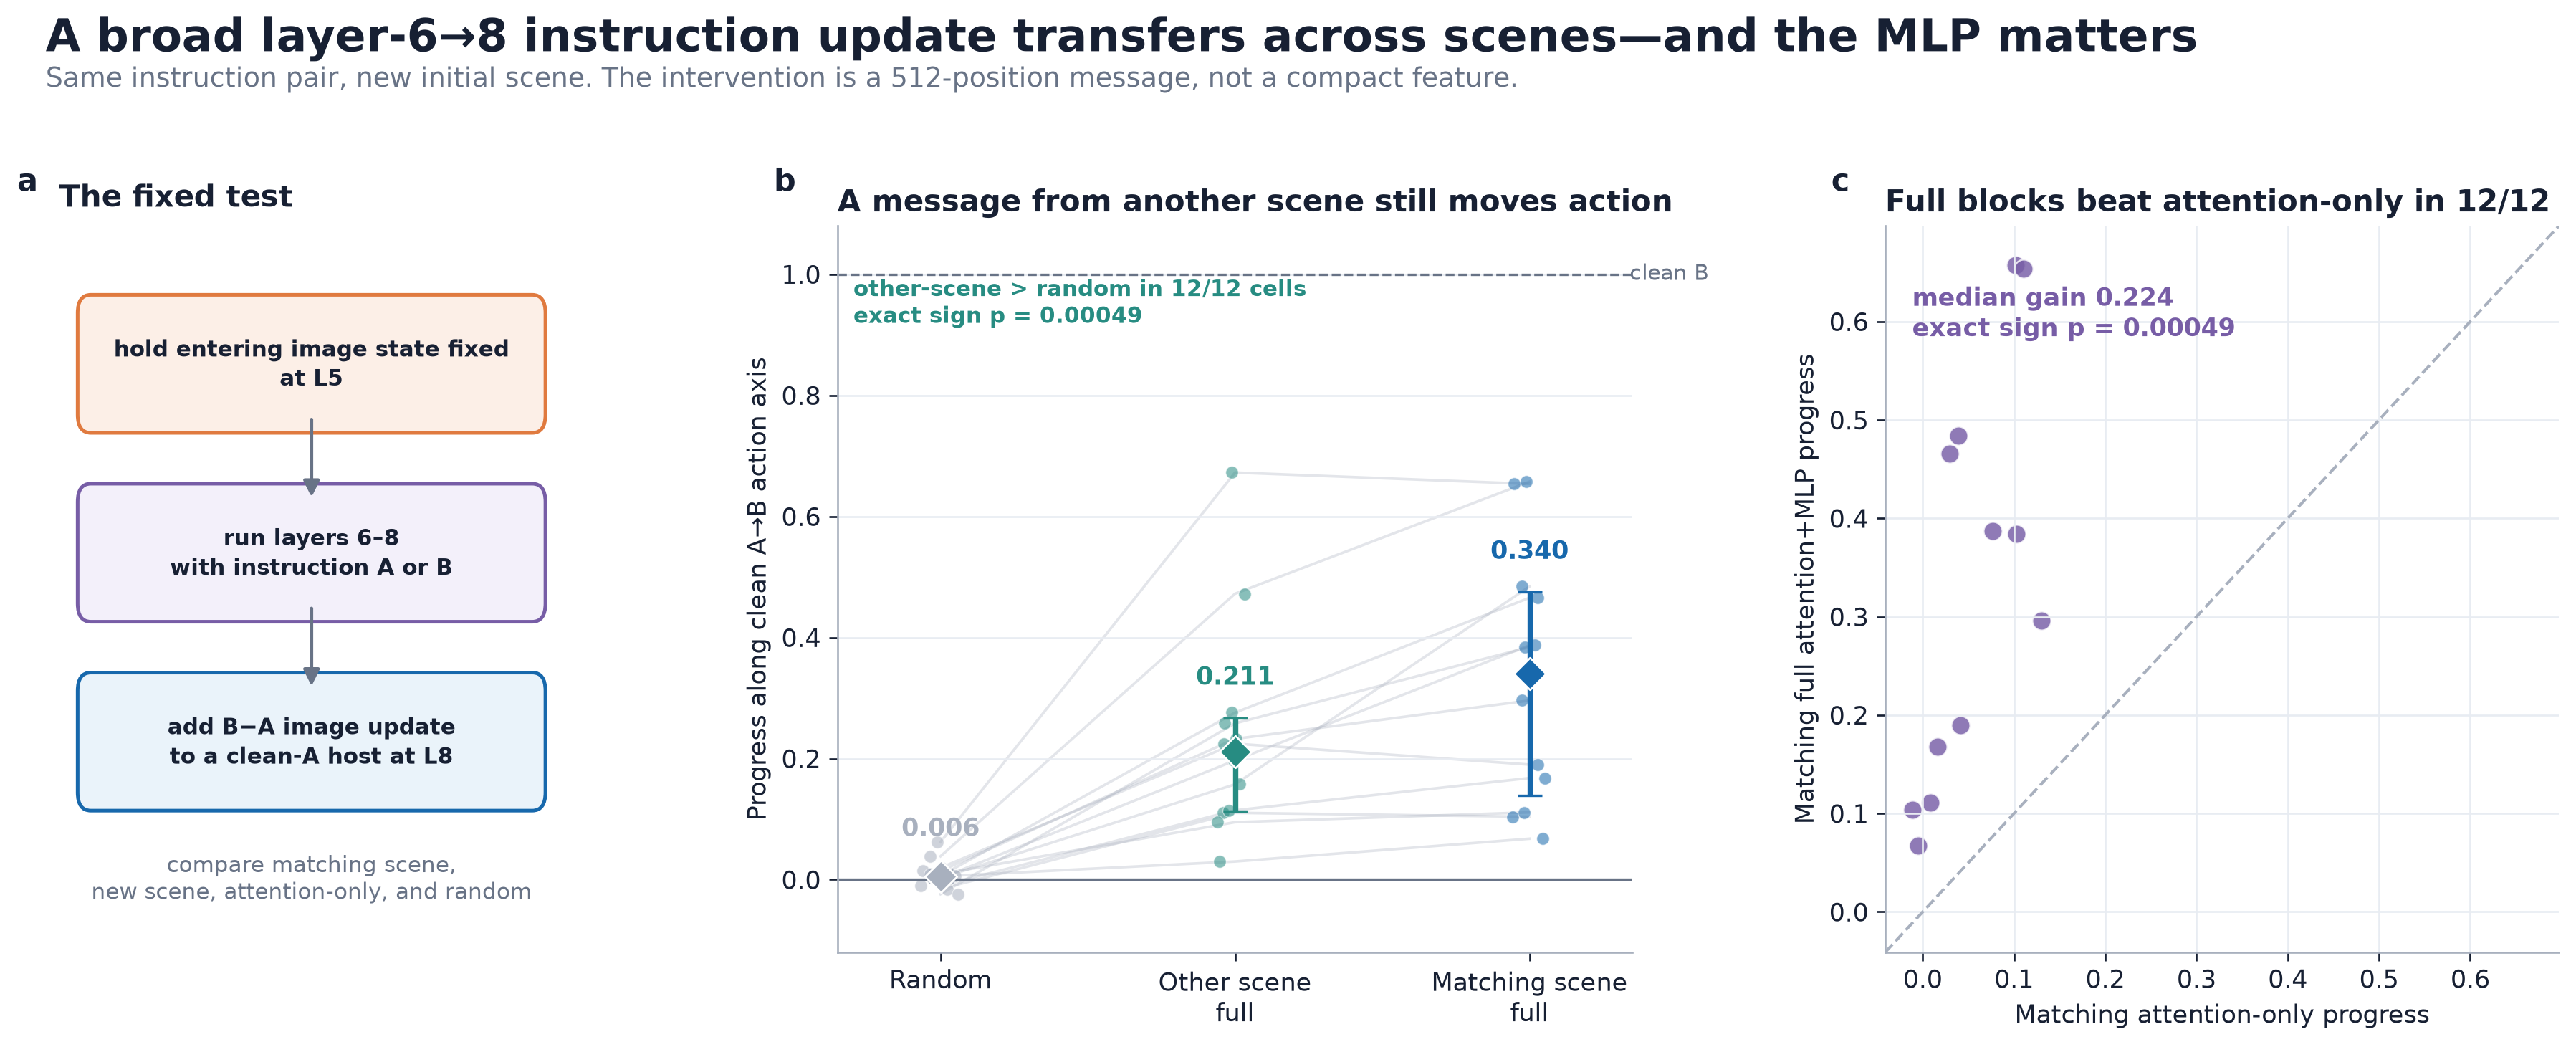 A broad layer-6→8 instruction update transfers across scenes—and the MLP matters
Same instruction pair, new initial scene. The intervention is a 512-position message, not a compact feature.
a
The fixed test
hold entering image state fixed
at L5
run layers 6–8
with instruction A or B
add B−A image update
to a clean-A host at L8
compare matching scene,
new scene, attention-only, and random
b
A message from another scene still moves action
Progress along clean A→B action axis
1.0
0.8
0.6
0.4
0.2
0.0
clean B
other-scene > random in 12/12 cells
exact sign p = 0.00049
0.006
0.211
0.340
Random
Other scene
full
Matching scene
full
c
Full blocks beat attention-only in 12/12
Matching full attention+MLP progress
median gain 0.224
exact sign p = 0.00049
0.6
0.5
0.4
0.3
0.2
0.1
0.0
0.0
0.1
0.2
0.3
0.4
0.5
0.6
Matching attention-only progress